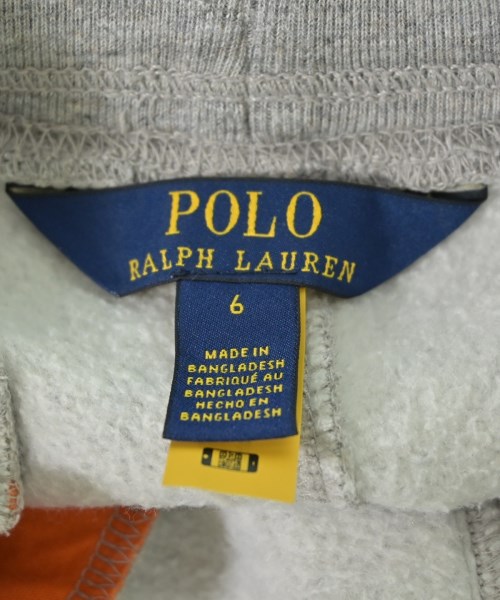 POLO
RALPH LAUREN
6
MADE IN
BANGLADESH
FABRIQUÉ AU
BANGLADESH
HECHO EN
BANGLADESH